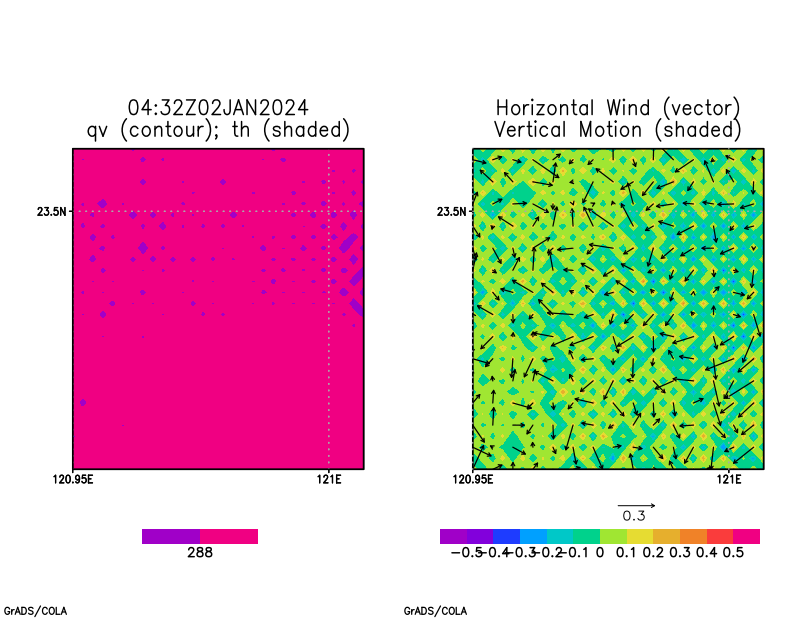 04:32Z02JAN2024
qv (contour); th (shaded)
23.5N
120.95E
121E
288
Horizontal Wind (vector)
Vertical Motion (shaded)
23.5N
120.95E
121E
0.3
-0.5 -0.4 -0.3 -0.2 -0.1 0 0.1 0.2 0.3 0.4 0.5
GrADS/COLA
GrADS/COLA